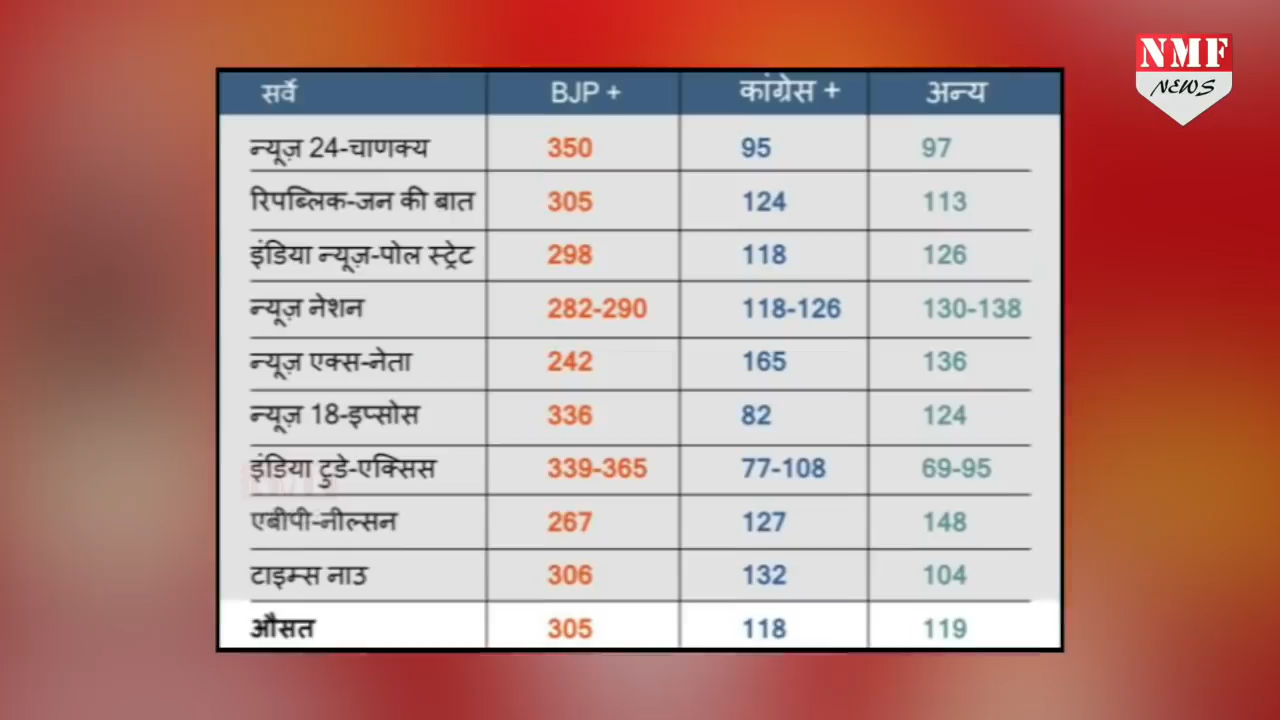 NMF
NEWS
सर्वे BJP + कांग्रेस + अन्य
न्यूज़ 24-चाणक्य 350 95 97
रिपब्लिक-जन की बात 305 124 113
इंडिया न्यूज़-पोल स्ट्रेट 298 118 126
न्यूज़ नेशन 282-290 118-126 130-138
न्यूज़ एक्स-नेता 242 165 136
न्यूज़ 18-इप्सोस 336 82 124
इंडिया टुडे-एक्सिस 339-365 77-108 69-95
एबीपी-नील्सन 267 127 148
टाइम्स नाउ 306 132 104
औसत 305 118 119